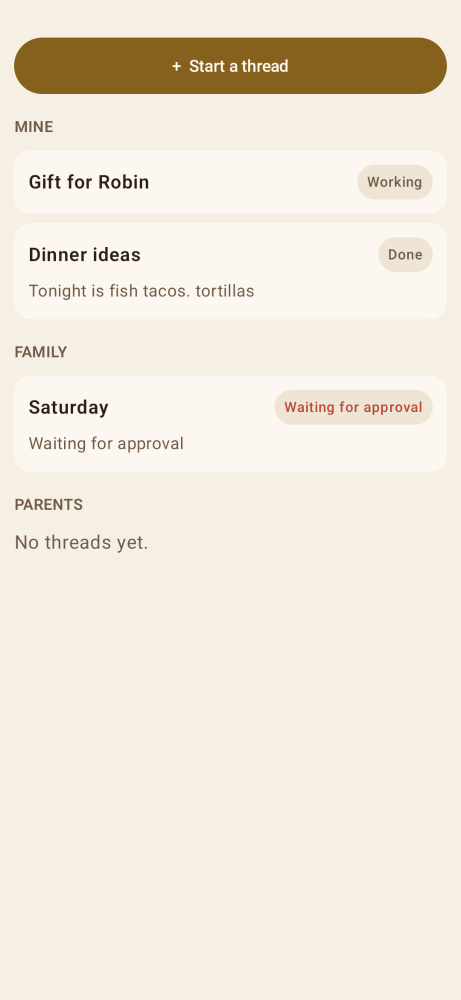 + Start a thread
MINE
Gift for Robin
Working
Dinner ideas
Done
Tonight is fish tacos. tortillas
FAMILY
Saturday
Waiting for approval
Waiting for approval
PARENTS
No threads yet.